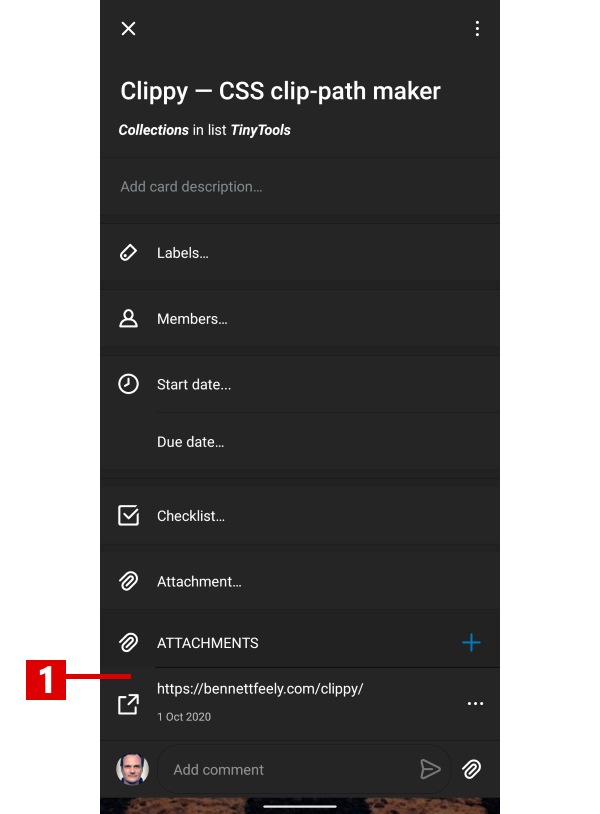 Clippy — CSS clip-path maker
Collections in list TinyTools
Add card description...
Labels...
Members...
Start date...
Due date...
Checklist...
Attachment...
ATTACHMENTS
1
https://bennettfeely.com/clippy/
1 Oct 2020
Add comment